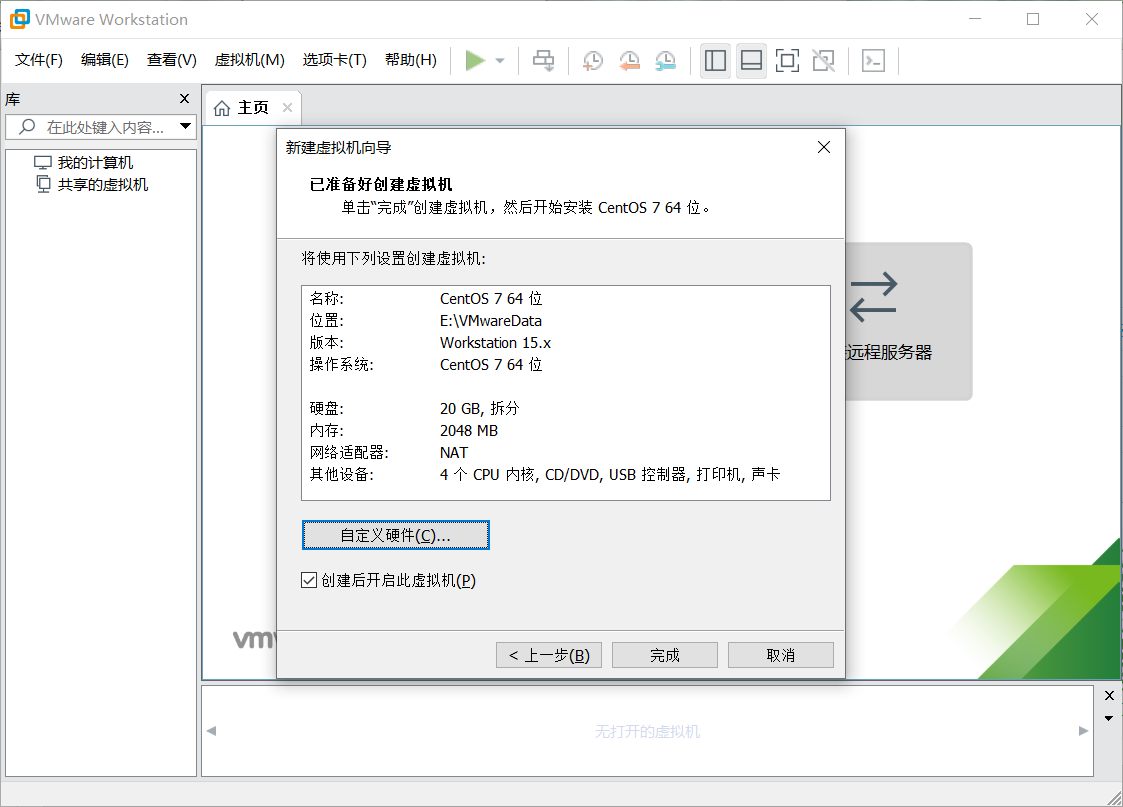 VMware Workstation
文件(F) 编辑(E) 查看(V) 虚拟机(M) 选项卡(T) 帮助(H)
库
主页
在此处键入内容...
我的计算机
共享的虚拟机
新建虚拟机向导
已准备好创建虚拟机
单击“完成”创建虚拟机，然后开始安装 CentOS 7 64 位。
将使用下列设置创建虚拟机:
名称: CentOS 7 64 位
位置: E:\VMwareData
版本: Workstation 15.x
操作系统: CentOS 7 64 位
硬盘: 20 GB, 拆分
内存: 2048 MB
网络适配器: NAT
其他设备: 4 个 CPU 内核, CD/DVD, USB 控制器, 打印机, 声卡
自定义硬件(C)...
创建后开启此虚拟机(P)
< 上一步(B) 完成 取消
远程服务器
vm
无打开的虚拟机